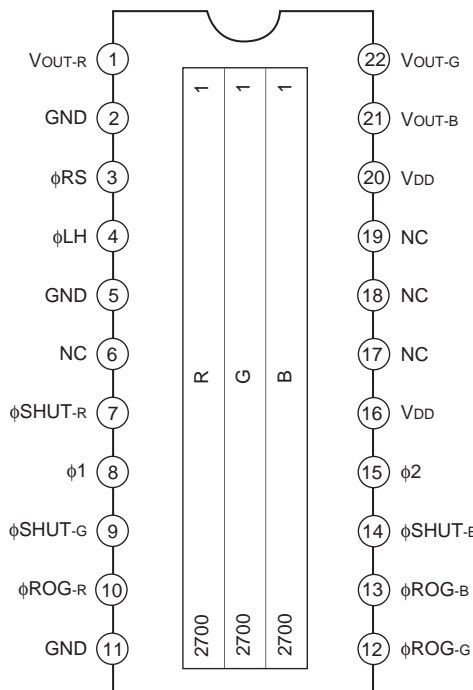 VOUT-R 1
GND 2
φRS 3
φLH 4
GND 5
NC 6
φSHUT-R 7
φ1 8
φSHUT-G 9
φROG-R 10
GND 11
1 1 1
R G B
2700 2700 2700
22 VOUT-G
21 VOUT-B
20 VDD
19 NC
18 NC
17 NC
16 VDD
15 φ2
14 φSHUT-B
13 φROG-B
12 φROG-G